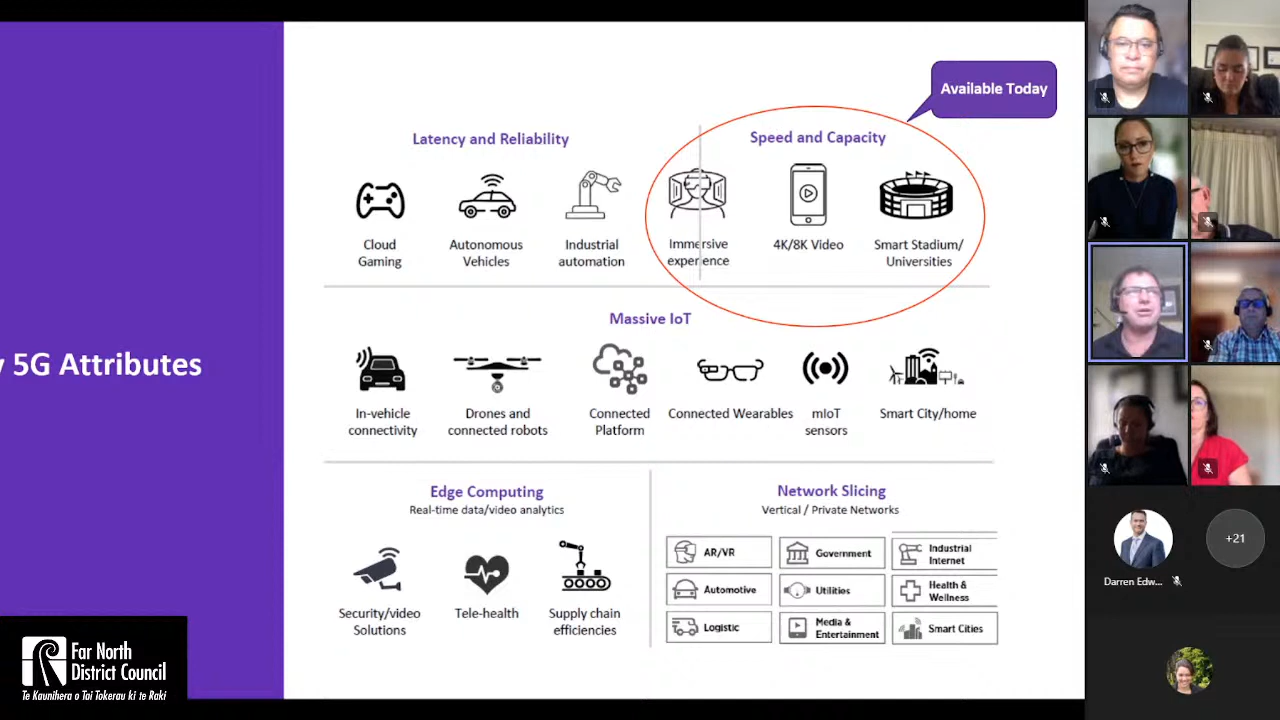 Available Today
Latency and Reliability
Speed and Capacity
Cloud
Gaming
Autonomous
Vehicles
Industrial
automation
Immersive
experience
4K/8K Video
Smart Stadium/
Universities
Massive IoT
5G Attributes
In-vehicle
connectivity
Drones and
connected robots
Connected
Platform
Connected Wearables
mIoT
sensors
Smart City/home
Edge Computing
Real-time data/video analytics
Network Slicing
Vertical / Private Networks
AR/VR
Government
Industrial
Internet
Automotive
Utilities
Health &
Wellness
Logistic
Media &
Entertainment
Smart Cities
Security/video
Solutions
Tele-health
Supply chain
efficiencies
Far North
District Council
Te Kaunihera o Tai Tokerau ki te Raki
+21
Darren Edw...